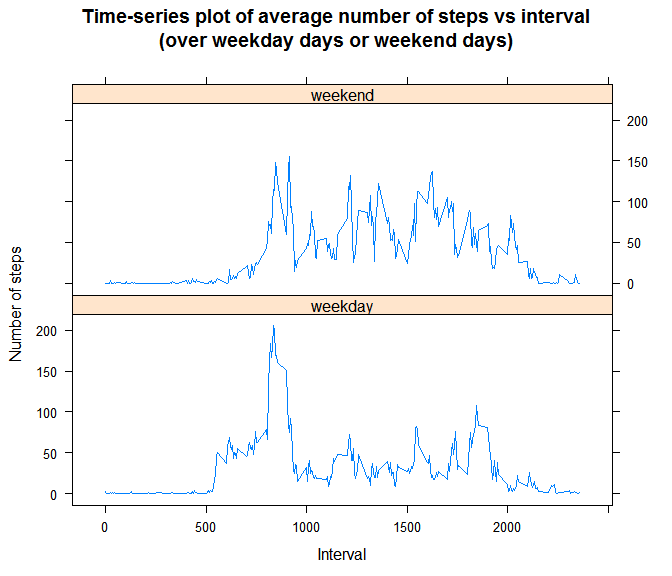 Time-series plot of average number of steps vs interval
(over weekday days or weekend days)
weekend
200
150
100
50
0
weekday
200
150
100
50
0
Number of steps
0 500 1000 1500 2000
Interval